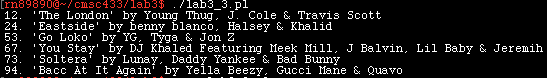 [rn89890@~/cmsc433/lab3]$ ./lab3_3.pl
12. 'The London' by Young Thug, J. Cole & Travis Scott
24. 'Eastside' by benny blanco, Halsey & Khalid
53. 'Go Loko' by YG, Tyga & Jon Z
67. 'You Stay' by DJ Khaled Featuring Meek Mill, J Balvin, Lil Baby & Jeremih
73. 'Soltera' by Lunay, Daddy Yankee & Bad Bunny
94. 'Bacc At It Again' by Yella Beezy, Gucci Mane & Quavo